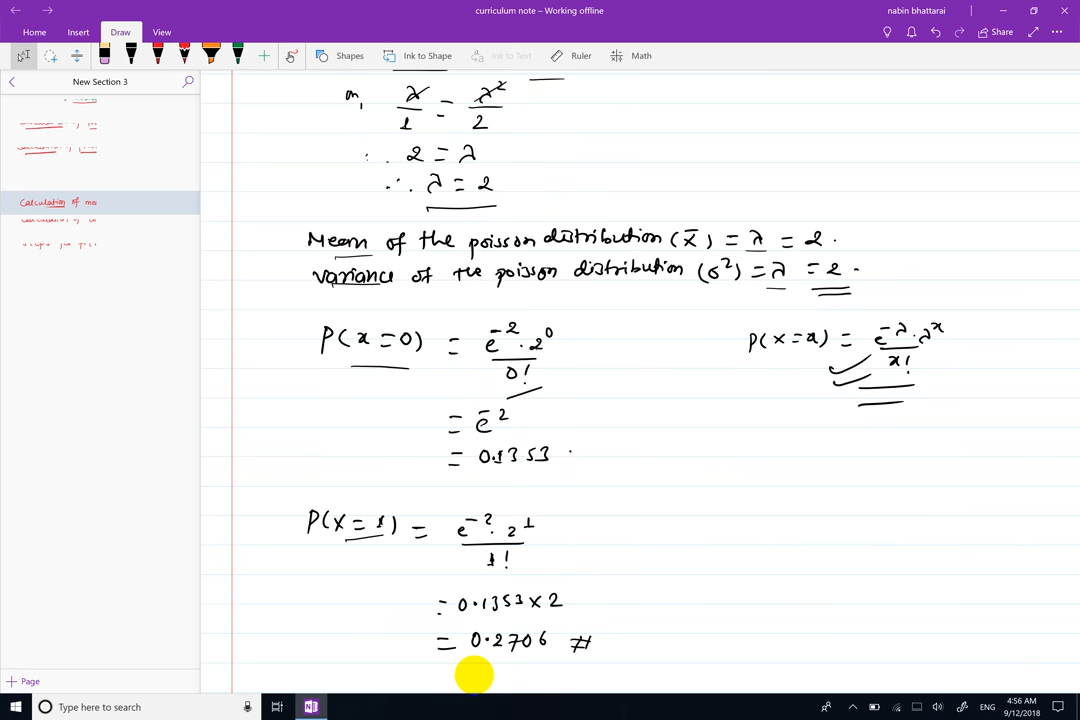 curriculum note – Working offline
nabin bhattarai
Home Insert Draw View
Share
Shapes Ink to Shape Ink to Text Ruler Math
New Section 3
Calculation of me
or, λ/1 = λ²/2
∴ 2 = λ
∴ λ = 2
Mean of the poisson distribution (x̄) = λ = 2.
Variance of the poisson distribution (σ²) = λ = 2.
P(x=0) = e⁻² · 2⁰ / 0!
P(X=x) = e^-λ · λ^x / x!
= e⁻²
= 0.1353
P(X=1) = e⁻² · 2¹ / 1!
= 0.1353 × 2
= 0.2706 #
+ Page
Type here to search
ENG
4:56 AM
9/12/2018